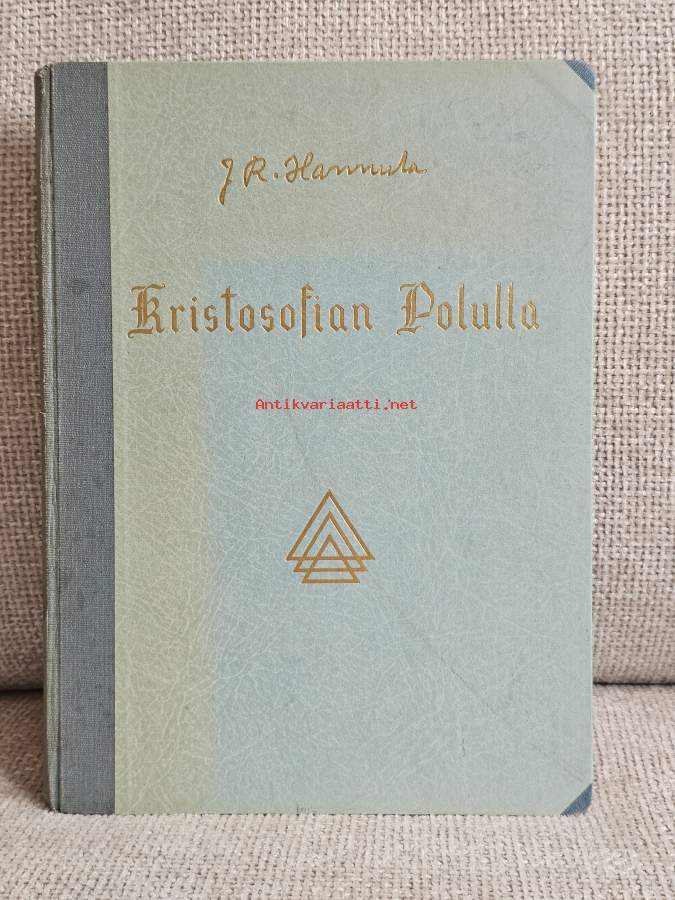 J. R. Hannula
Kristosofian Polulla
Antikvariaatti.net